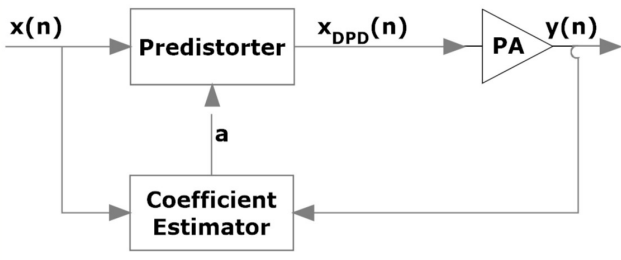 x(n)
Predistorter
xDPD(n)
PA
y(n)
a
Coefficient
Estimator